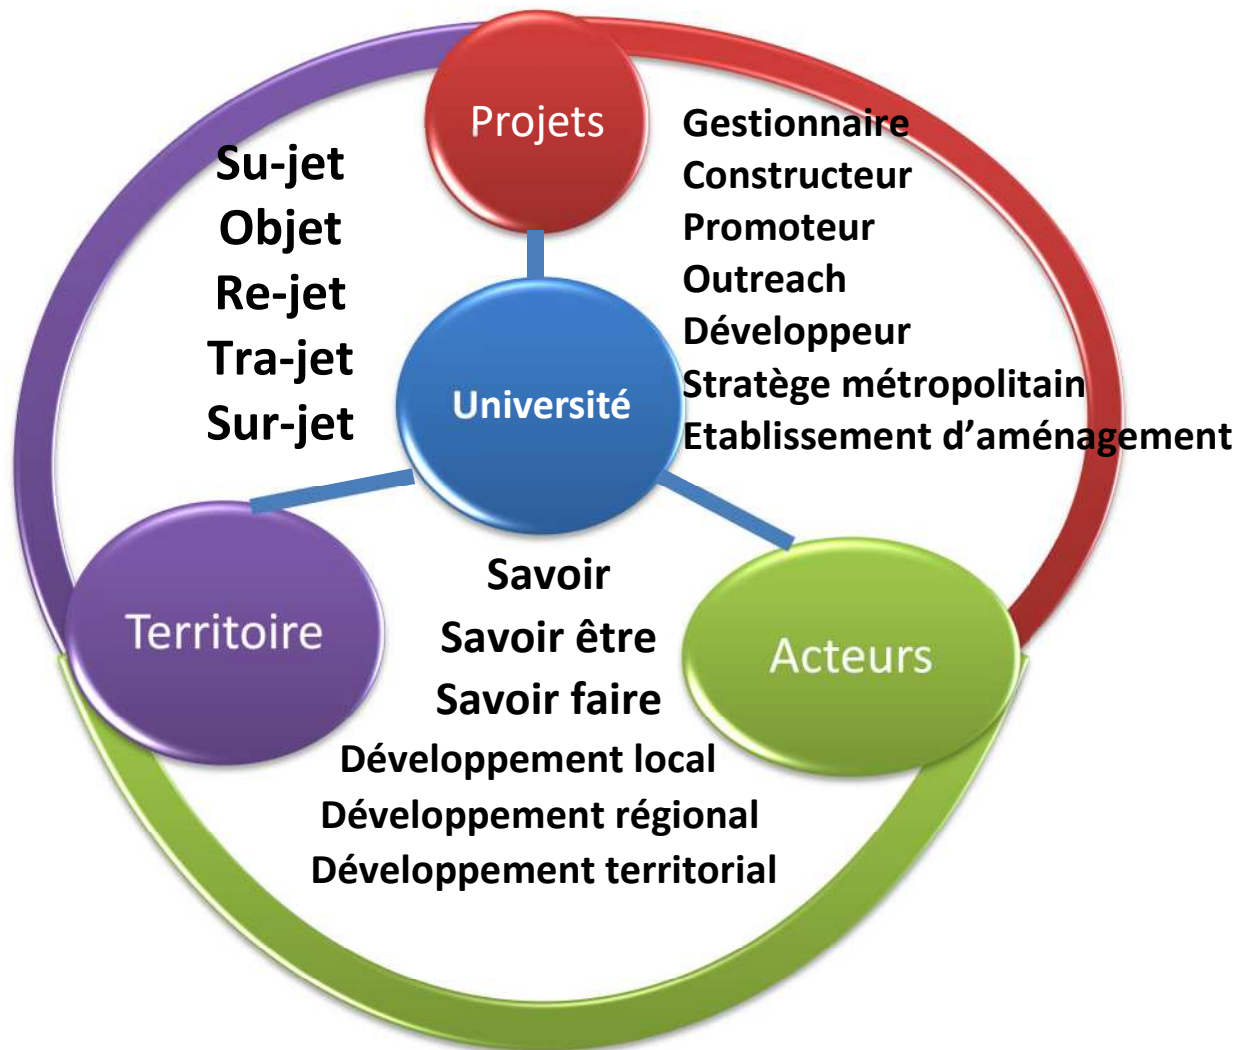 Projets
Su-jet
Objet
Re-jet
Tra-jet
Sur-jet
Gestionnaire
Constructeur
Promoteur
Outreach
Développeur
Stratège métropolitain
Etablissement d’aménagement
Université
Territoire
Savoir
Savoir être
Savoir faire
Développement local
Développement régional
Développement territorial
Acteurs